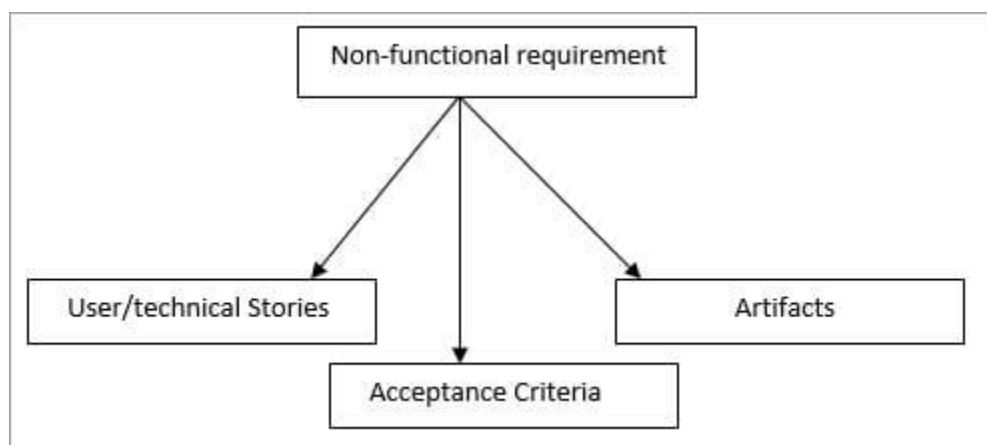 Non-functional requirement
User/technical Stories
Artifacts
Acceptance Criteria